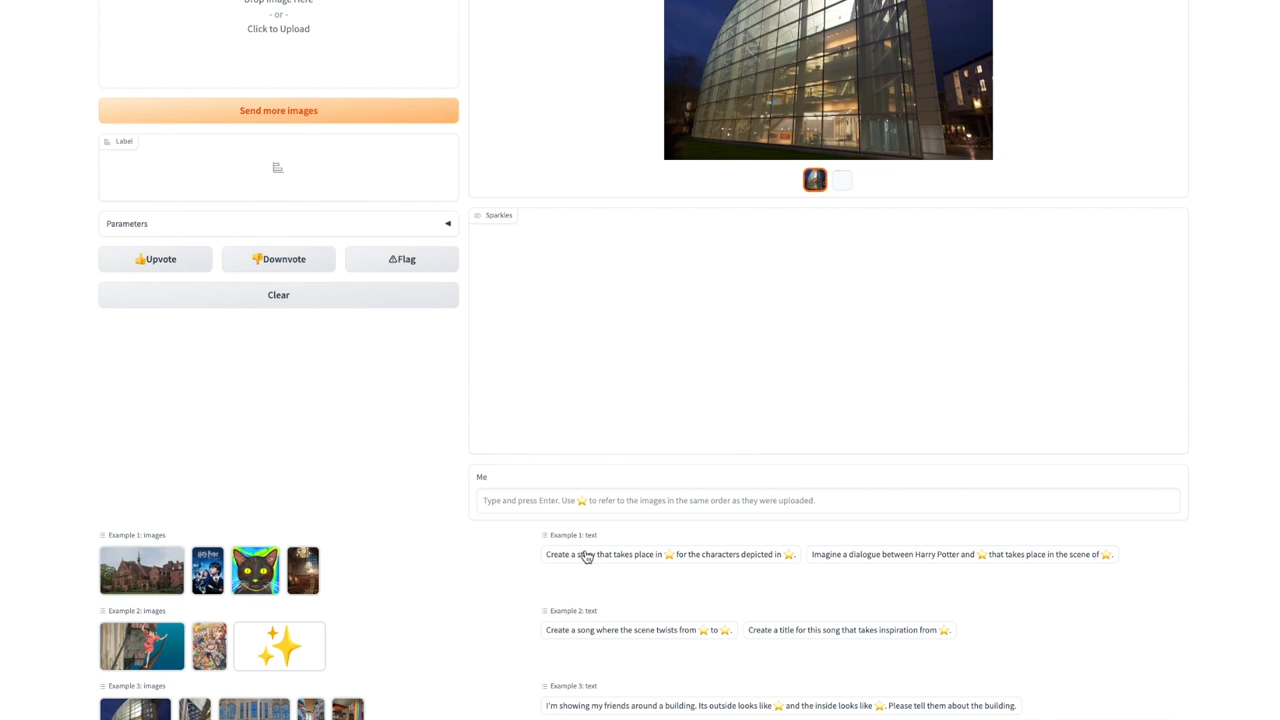 Drop Image Here
- or -
Click to Upload
Send more images
Label
Parameters
👍Upvote
👎Downvote
⚠Flag
Clear
Sparkles
Me
Type and press Enter. Use ⭐ to refer to the images in the same order as they were uploaded.
Example 1: images
Example 1: text
Create a story that takes place in ⭐ for the characters depicted in ⭐.
Imagine a dialogue between Harry Potter and ⭐ that takes place in the scene of ⭐.
Example 2: images
Example 2: text
Create a song where the scene twists from ⭐ to ⭐.
Create a title for this song that takes inspiration from ⭐.
Example 3: images
Example 3: text
I'm showing my friends around a building. Its outside looks like ⭐ and the inside looks like ⭐. Please tell them about the building.